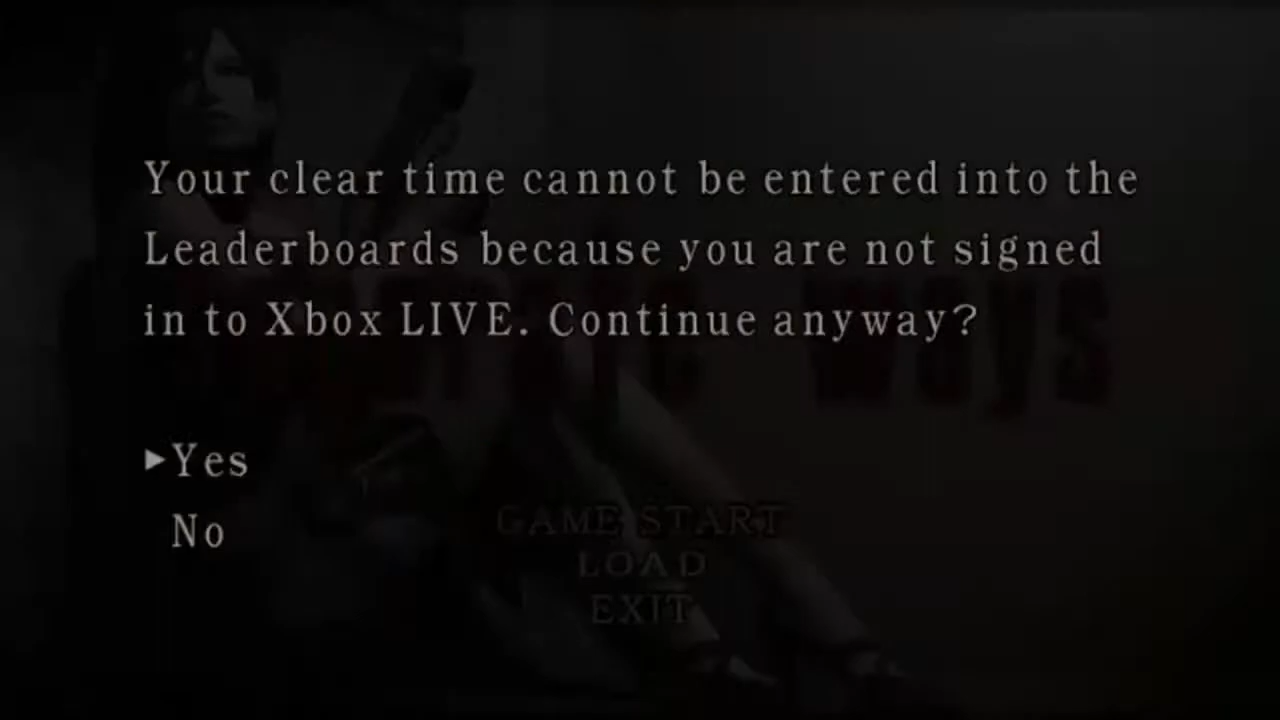 Your clear time cannot be entered into the
Leaderboards because you are not signed
in to Xbox LIVE. Continue anyway?
ways
▶Yes
No
GAME START
LOAD
EXIT